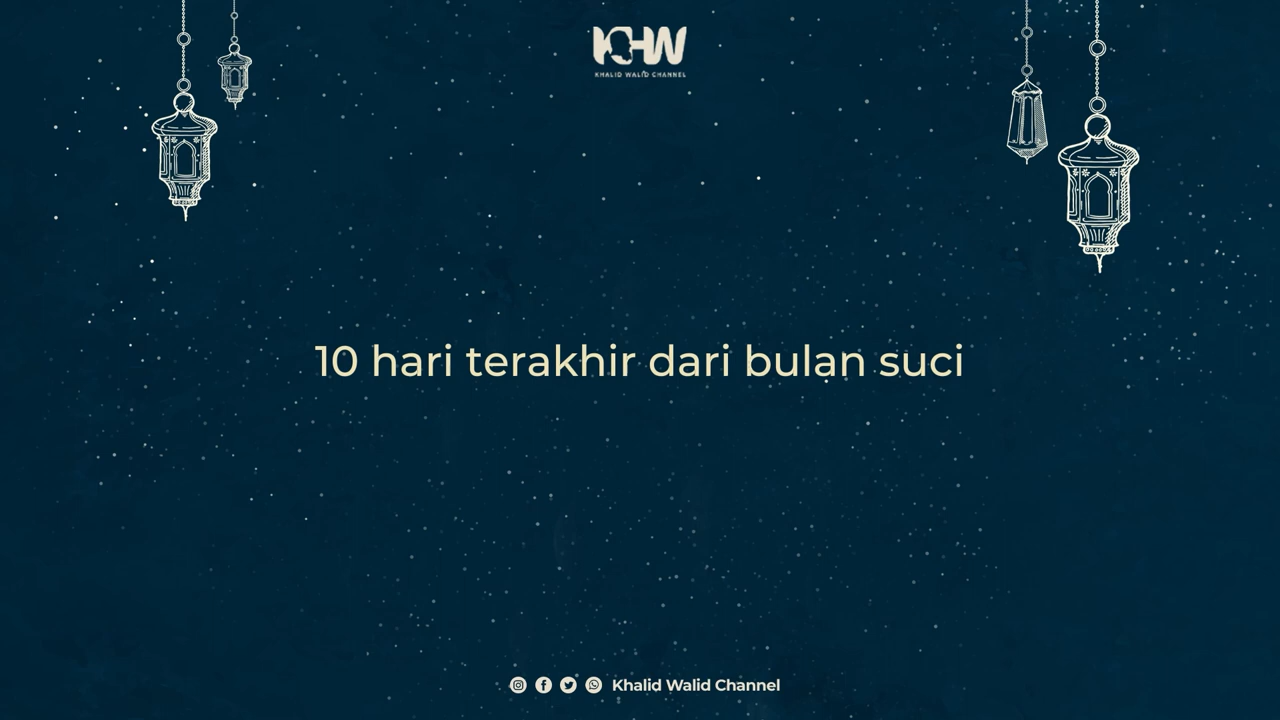 KHW
KHALID WALID CHANNEL
10 hari terakhir dari bulan suci
Khalid Walid Channel